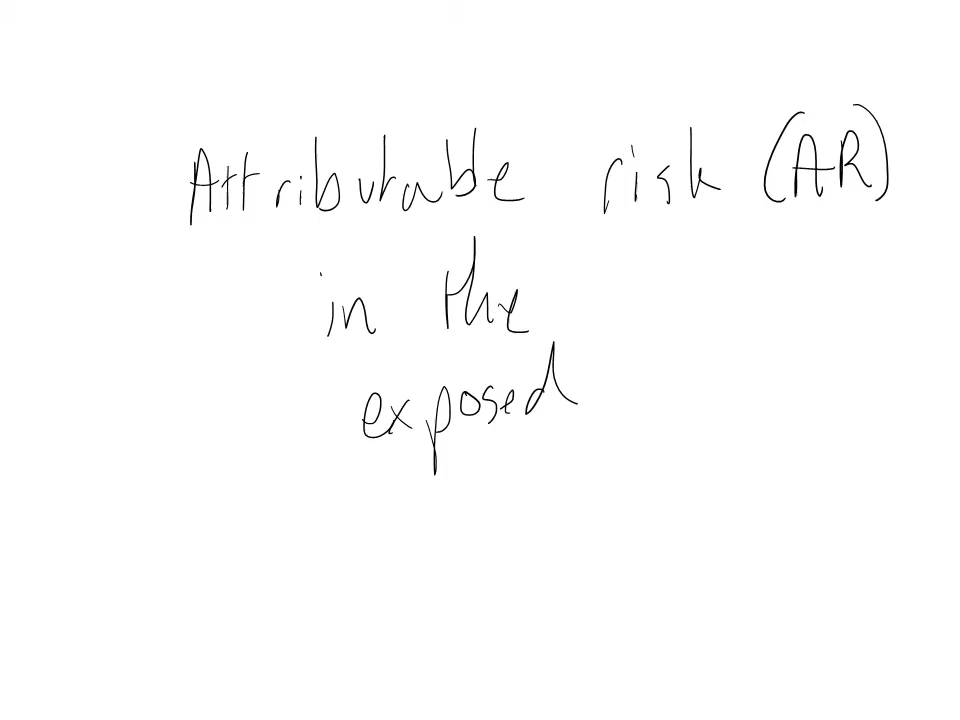 Attributable risk (AR)
in the
exposed